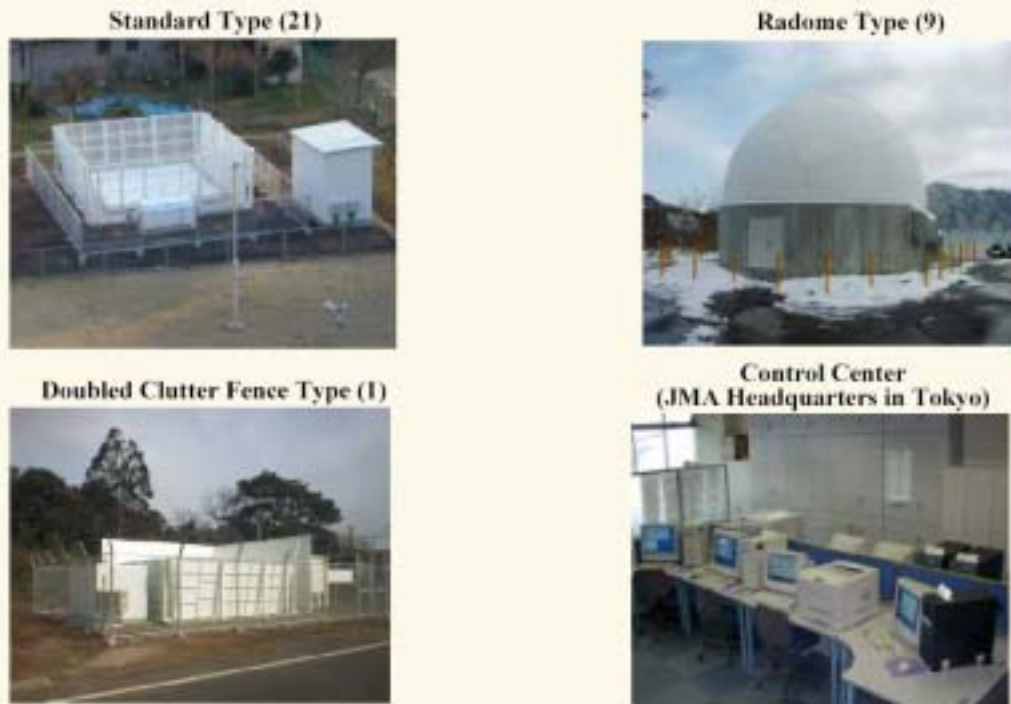 Standard Type (21)
Radome Type (9)
Doubled Clutter Fence Type (1)
Control Center
(JMA Headquarters in Tokyo)